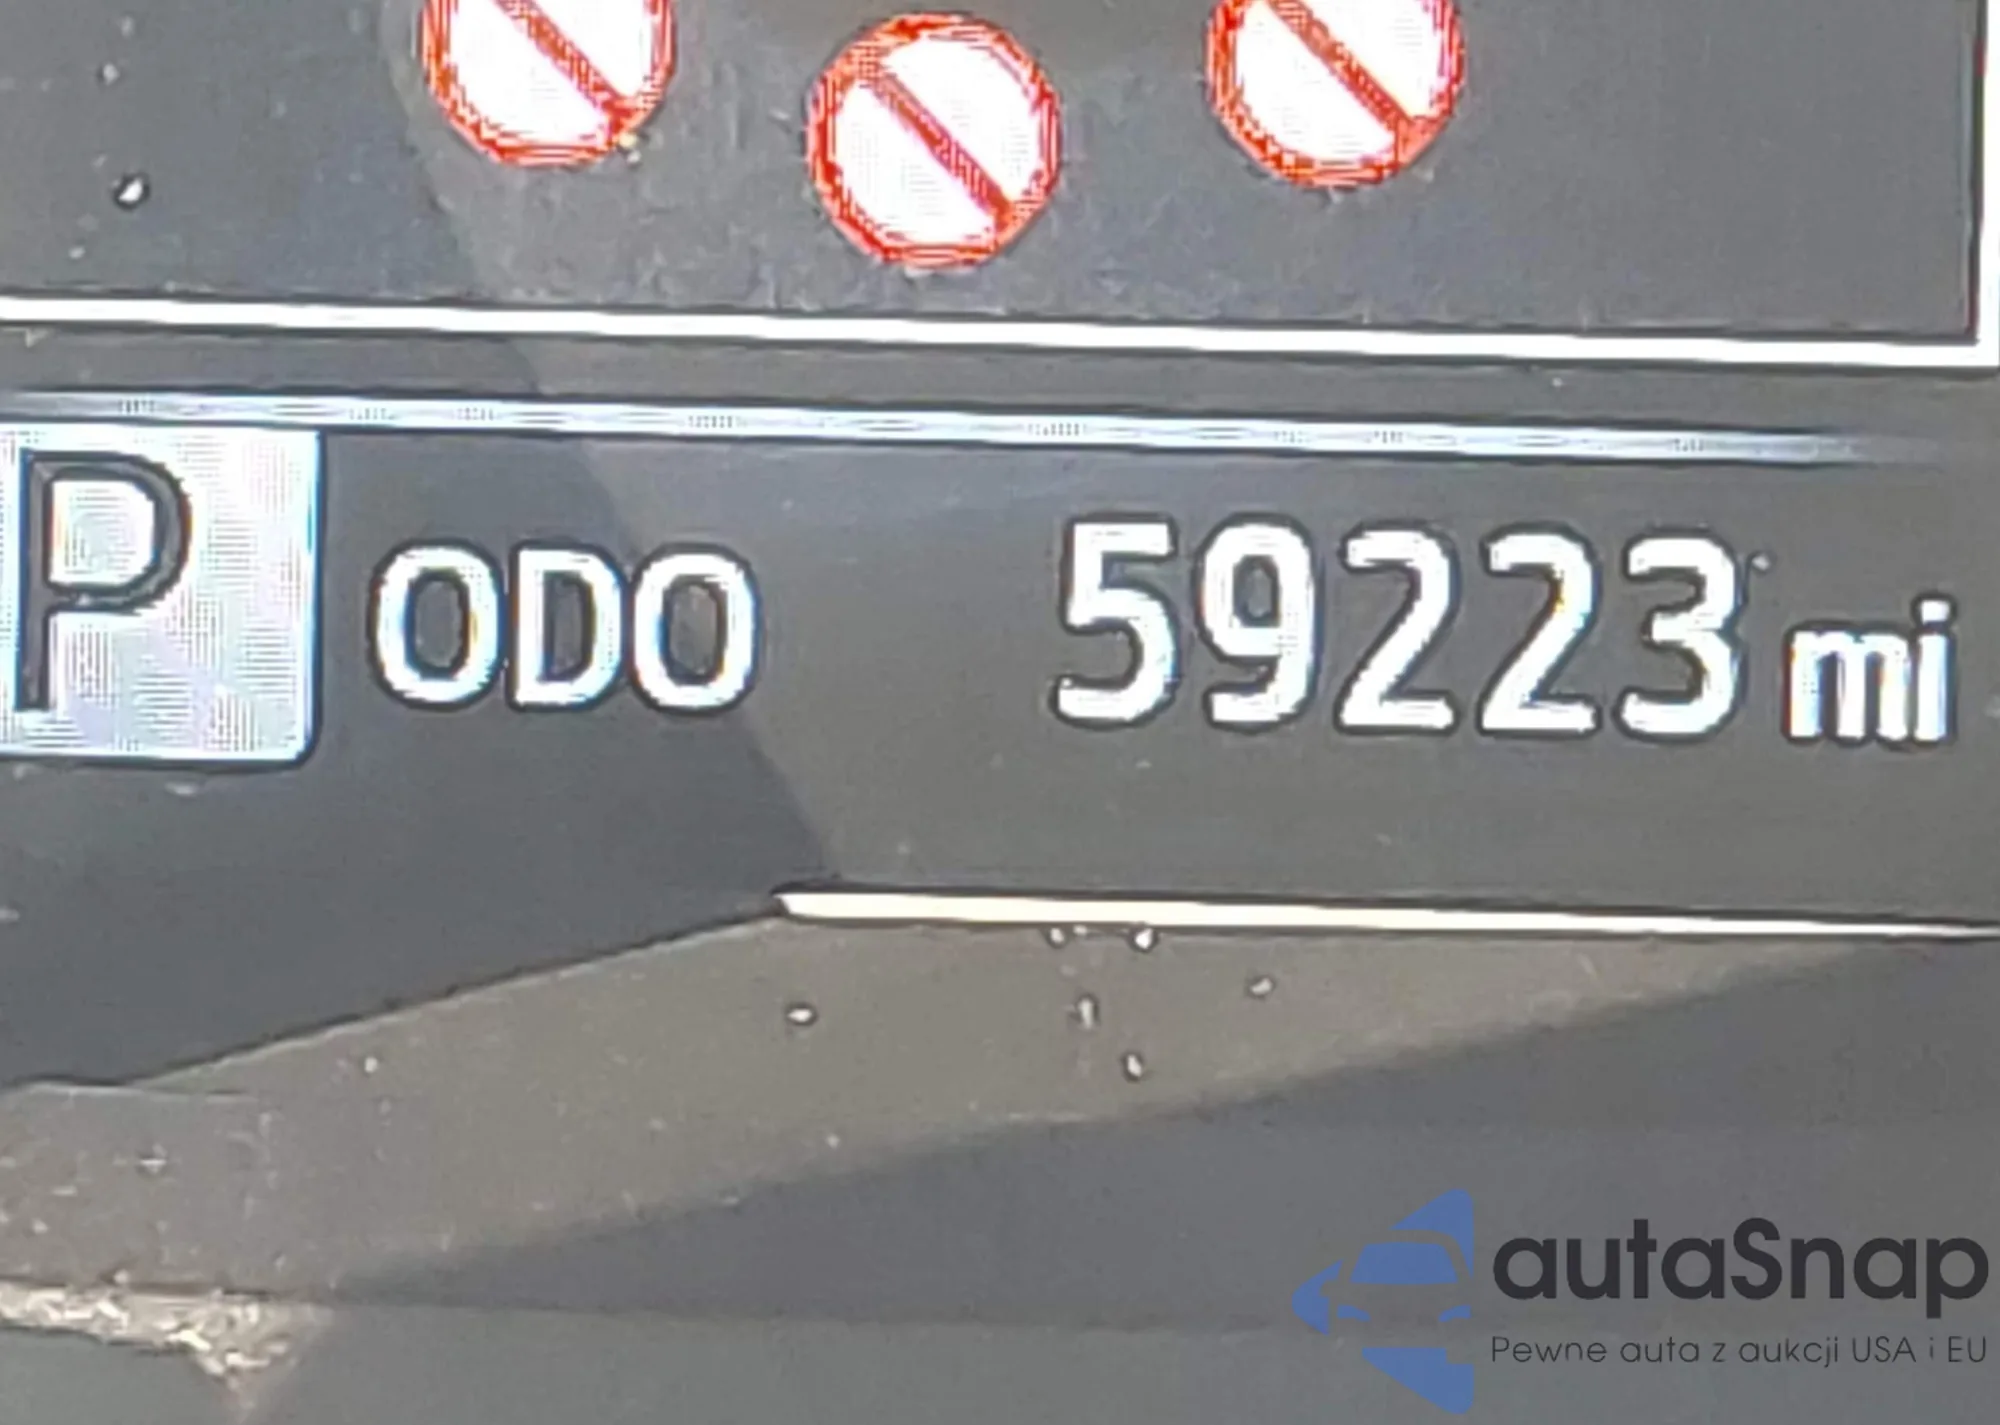 P ODO 59223 mi
autaSnap
Pewne auta z aukcji USA i EU